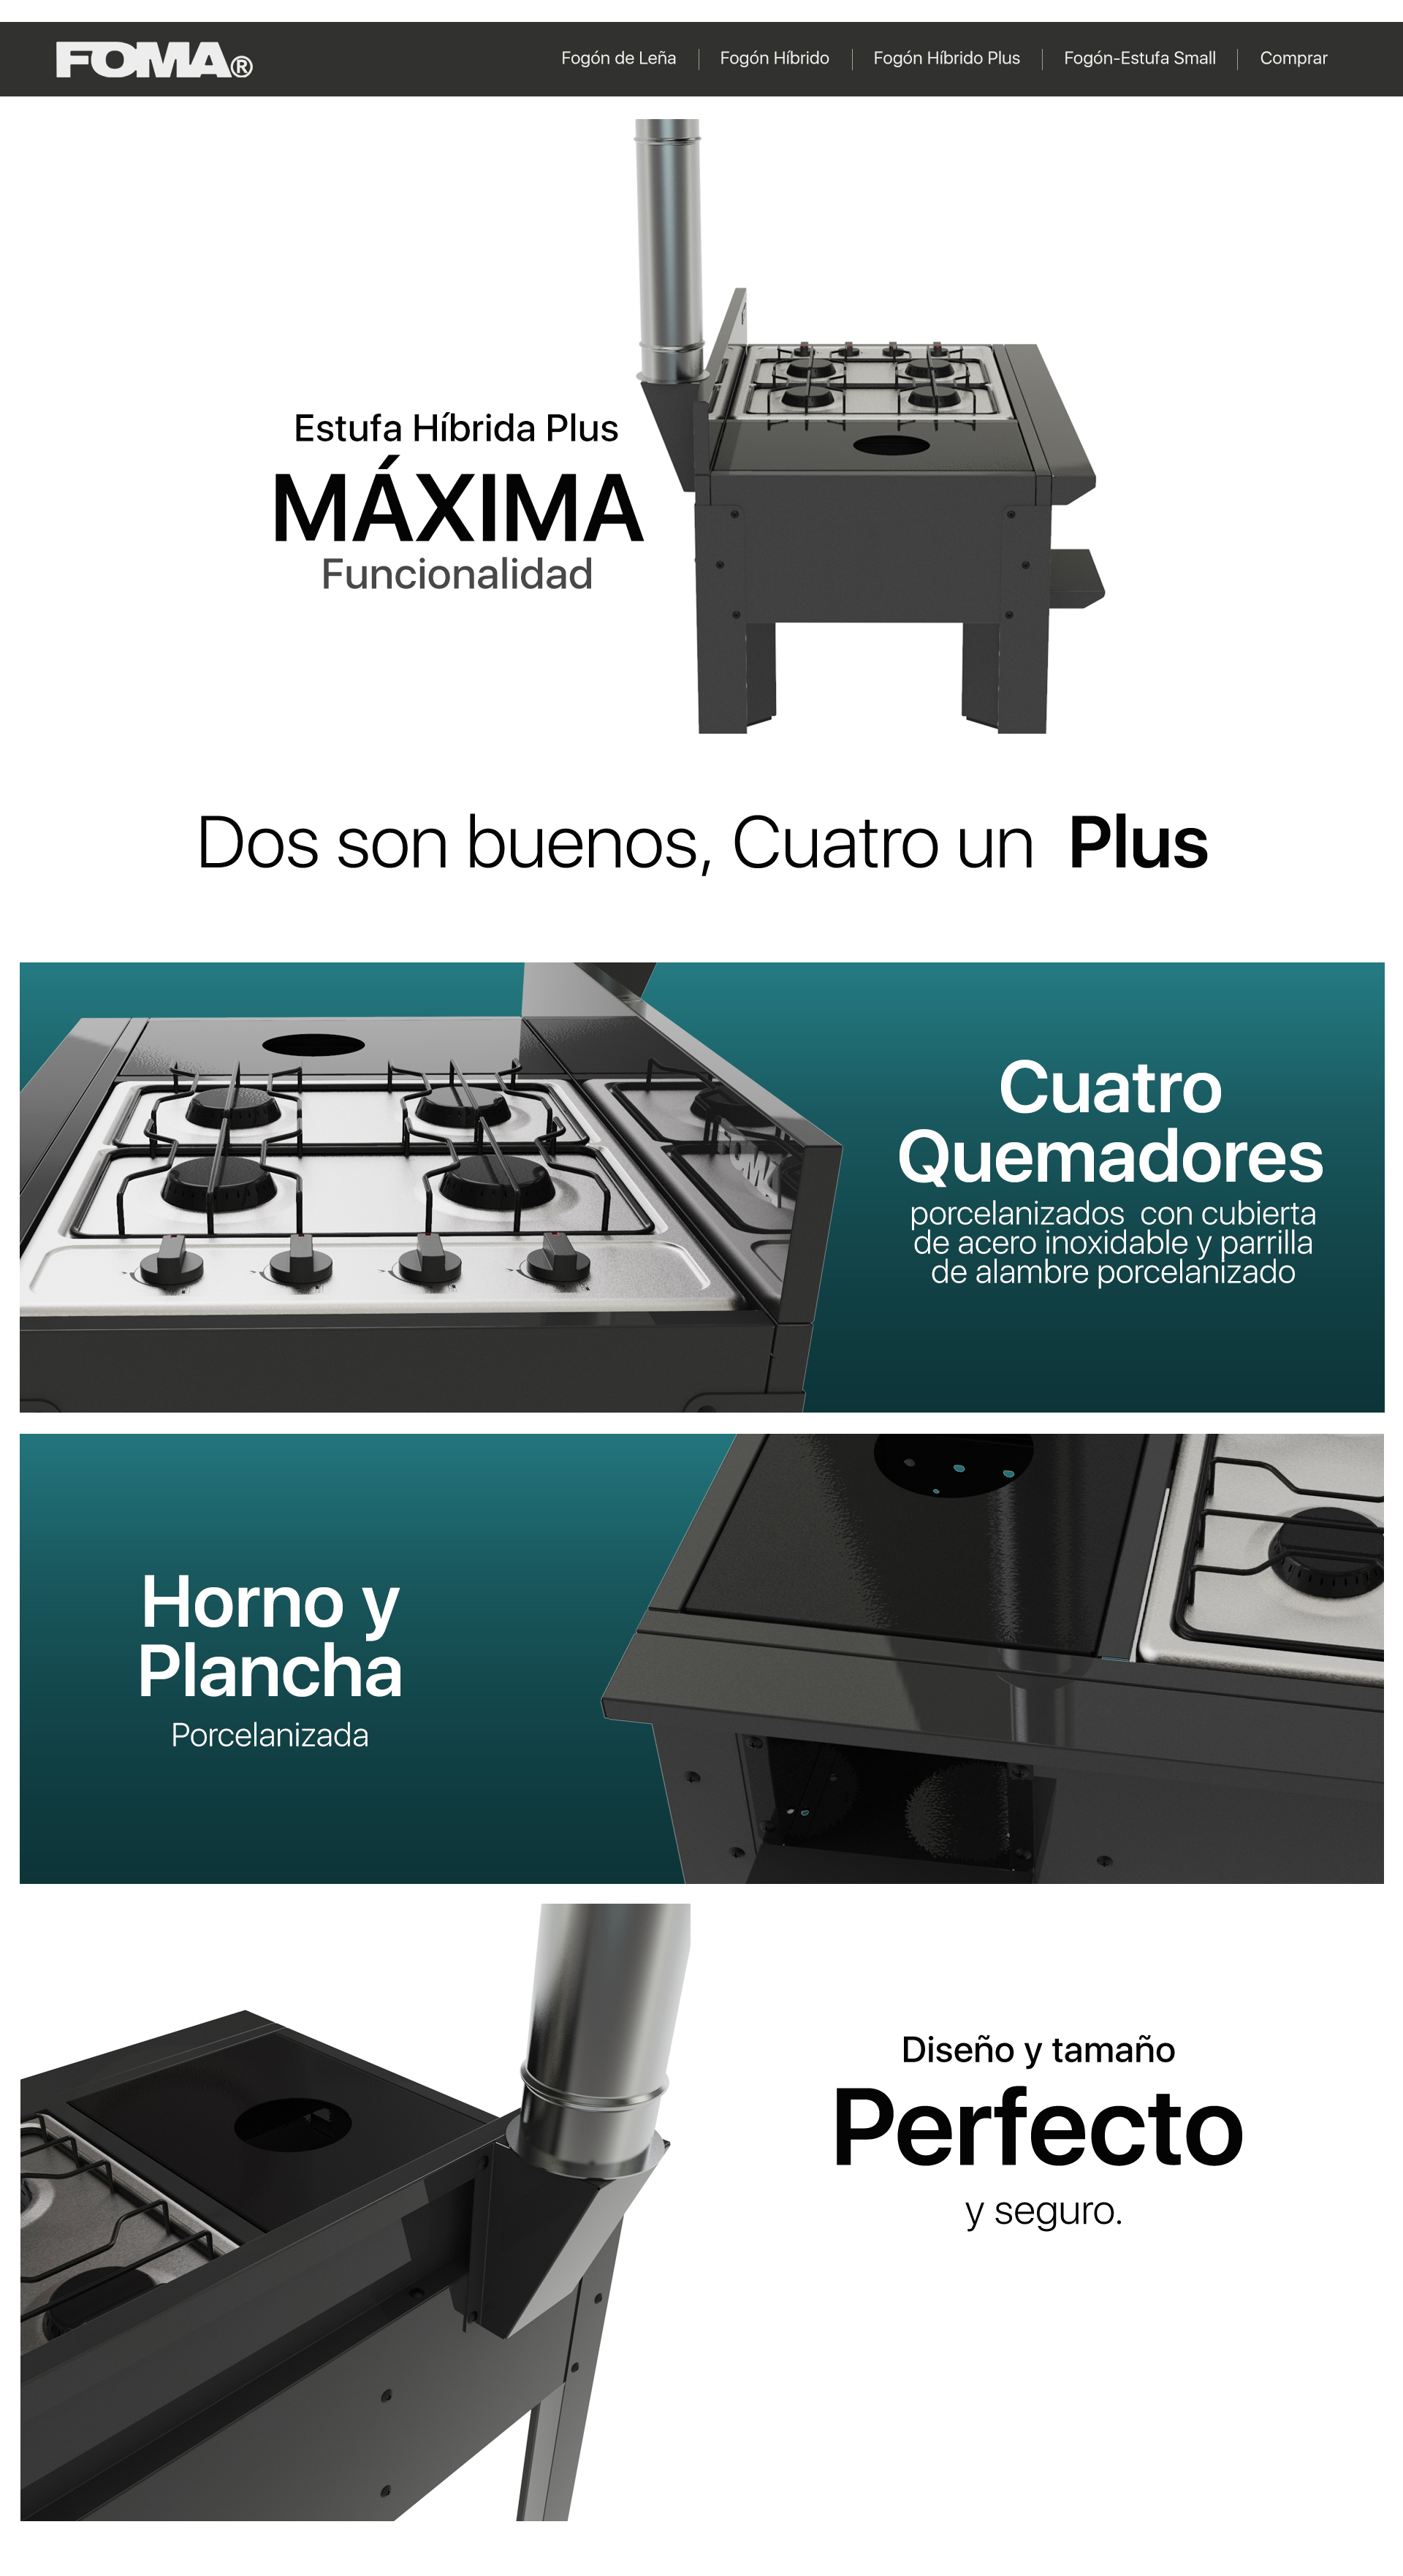 FOMA®
Fogón de Leña
Fogón Híbrido
Fogón Híbrido Plus
Fogón-Estufa Small
Comprar
Estufa Híbrida Plus
MÁXIMA
Funcionalidad
Dos son buenos, Cuatro un Plus
FOMA
Cuatro
Quemadores
porcelanizados con cubierta
de acero inoxidable y parrilla
de alambre porcelanizado
Horno y
Plancha
Porcelanizada
Diseño y tamaño
Perfecto
y seguro.